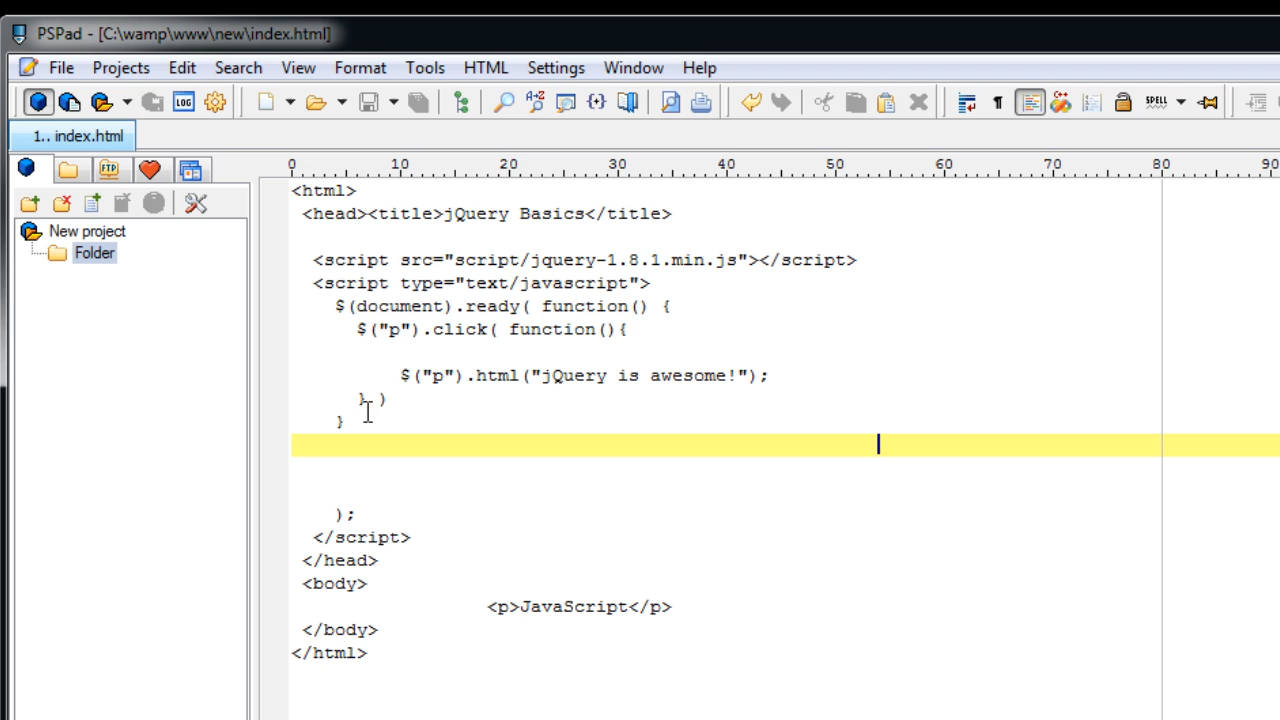 PSPad - [C:\wamp\www\new\index.html]
File Projects Edit Search View Format Tools HTML Settings Window Help
LOG
SPELL
1.. index.html
FTP
0 10 20 30 40 50 60 70 80 90
New project
Folder
<html>
<head><title>jQuery Basics</title>
<script src="script/jquery-1.8.1.min.js"></script>
<script type="text/javascript">
$(document).ready( function() {
$("p").click( function(){
$("p").html("jQuery is awesome!");
} )
}
);
</script>
</head>
<body>
<p>JavaScript</p>
</body>
</html>